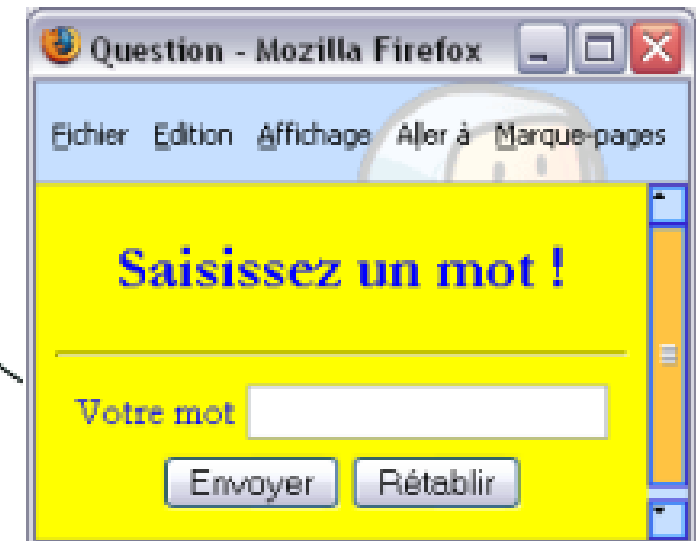 Question - Mozilla Firefox
Fichier Edition Affichage Aller à Marque-pages
Saisissez un mot !
Votre mot
Envoyer Rétablir